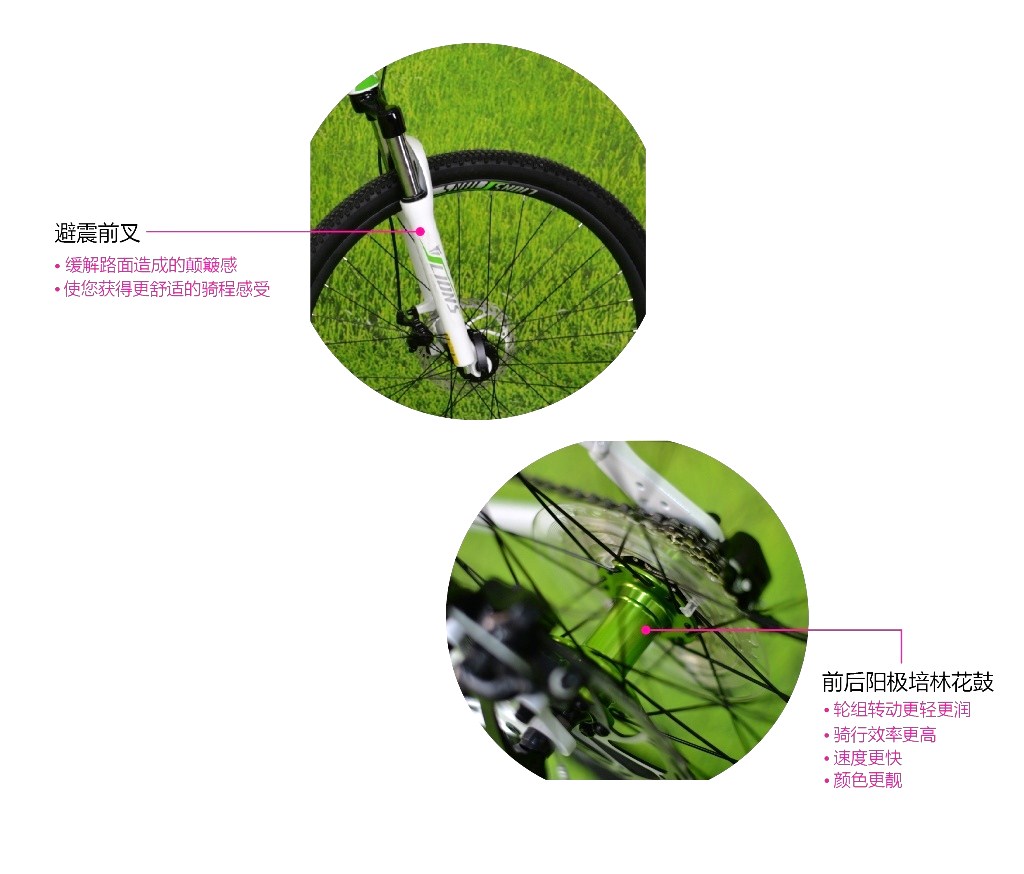 LIONS
避震前叉
• 缓解路面造成的颠簸感
• 使您获得更舒适的骑程感受
LIONS
前后阳极培林花鼓
• 轮组转动更轻更润
• 骑行效率更高
• 速度更快
• 颜色更靓